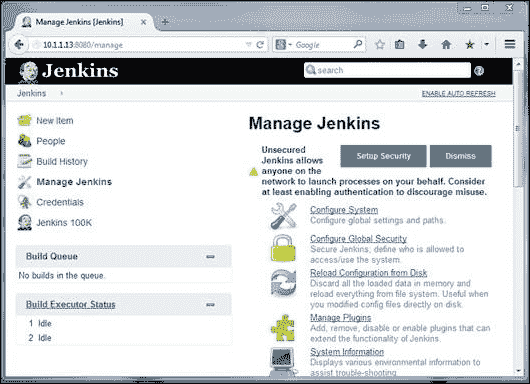 Manage Jenkins [Jenkins]
10.1.1.13:8080/manage
Google
Jenkins
search
Jenkins
ENABLE AUTO REFRESH
New Item
People
Build History
Manage Jenkins
Credentials
Jenkins 100K
Build Queue
No builds in the queue.
Build Executor Status
1 Idle
2 Idle
Manage Jenkins
Unsecured
Jenkins allows
anyone on the
network to launch processes on your behalf. Consider
at least enabling authentication to discourage misuse.
Setup Security
Dismiss
Configure System
Configure global settings and paths.
Configure Global Security
Secure Jenkins; define who is allowed to
access/use the system.
Reload Configuration from Disk
Discard all the loaded data in memory and
reload everything from file system. Useful when
you modified config files directly on disk.
Manage Plugins
Add, remove, disable or enable plugins that can
extend the functionality of Jenkins.
System Information
Displays various environmental information to
assist trouble-shooting.